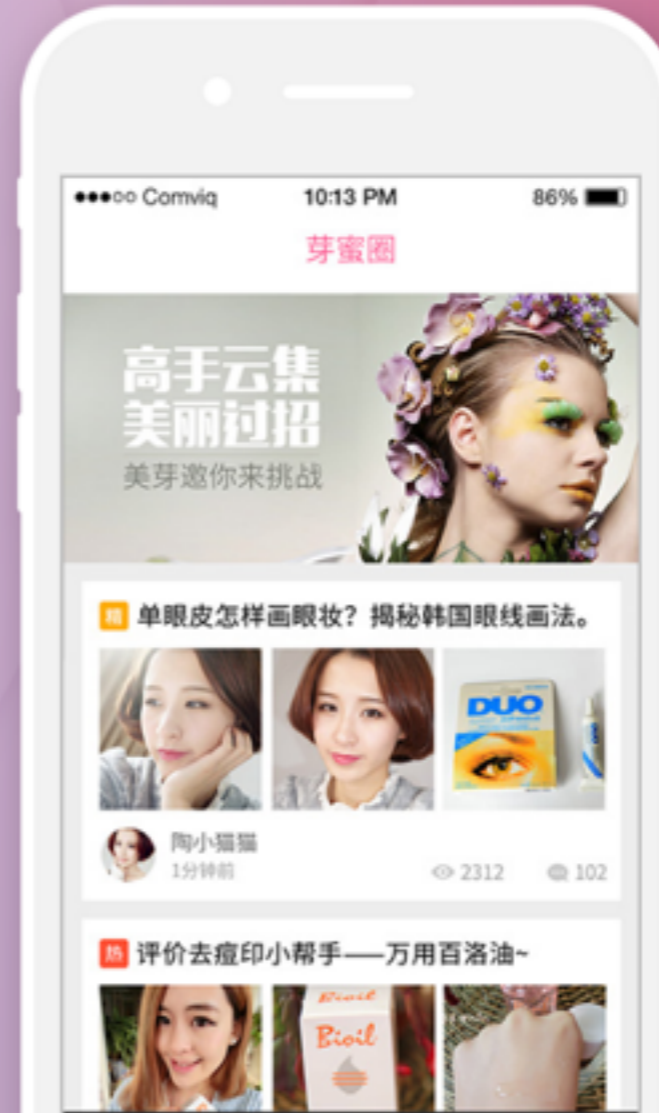 Comviq 10:13 PM 86%
芽蜜圈
高手云集
美丽过招
美芽邀你来挑战
精 单眼皮怎样画眼妆？揭秘韩国眼线画法。
DUO
陶小猫猫
1分钟前 2312 102
热 评价去痘印小帮手——万用百洛油~
Bioil
Bioil